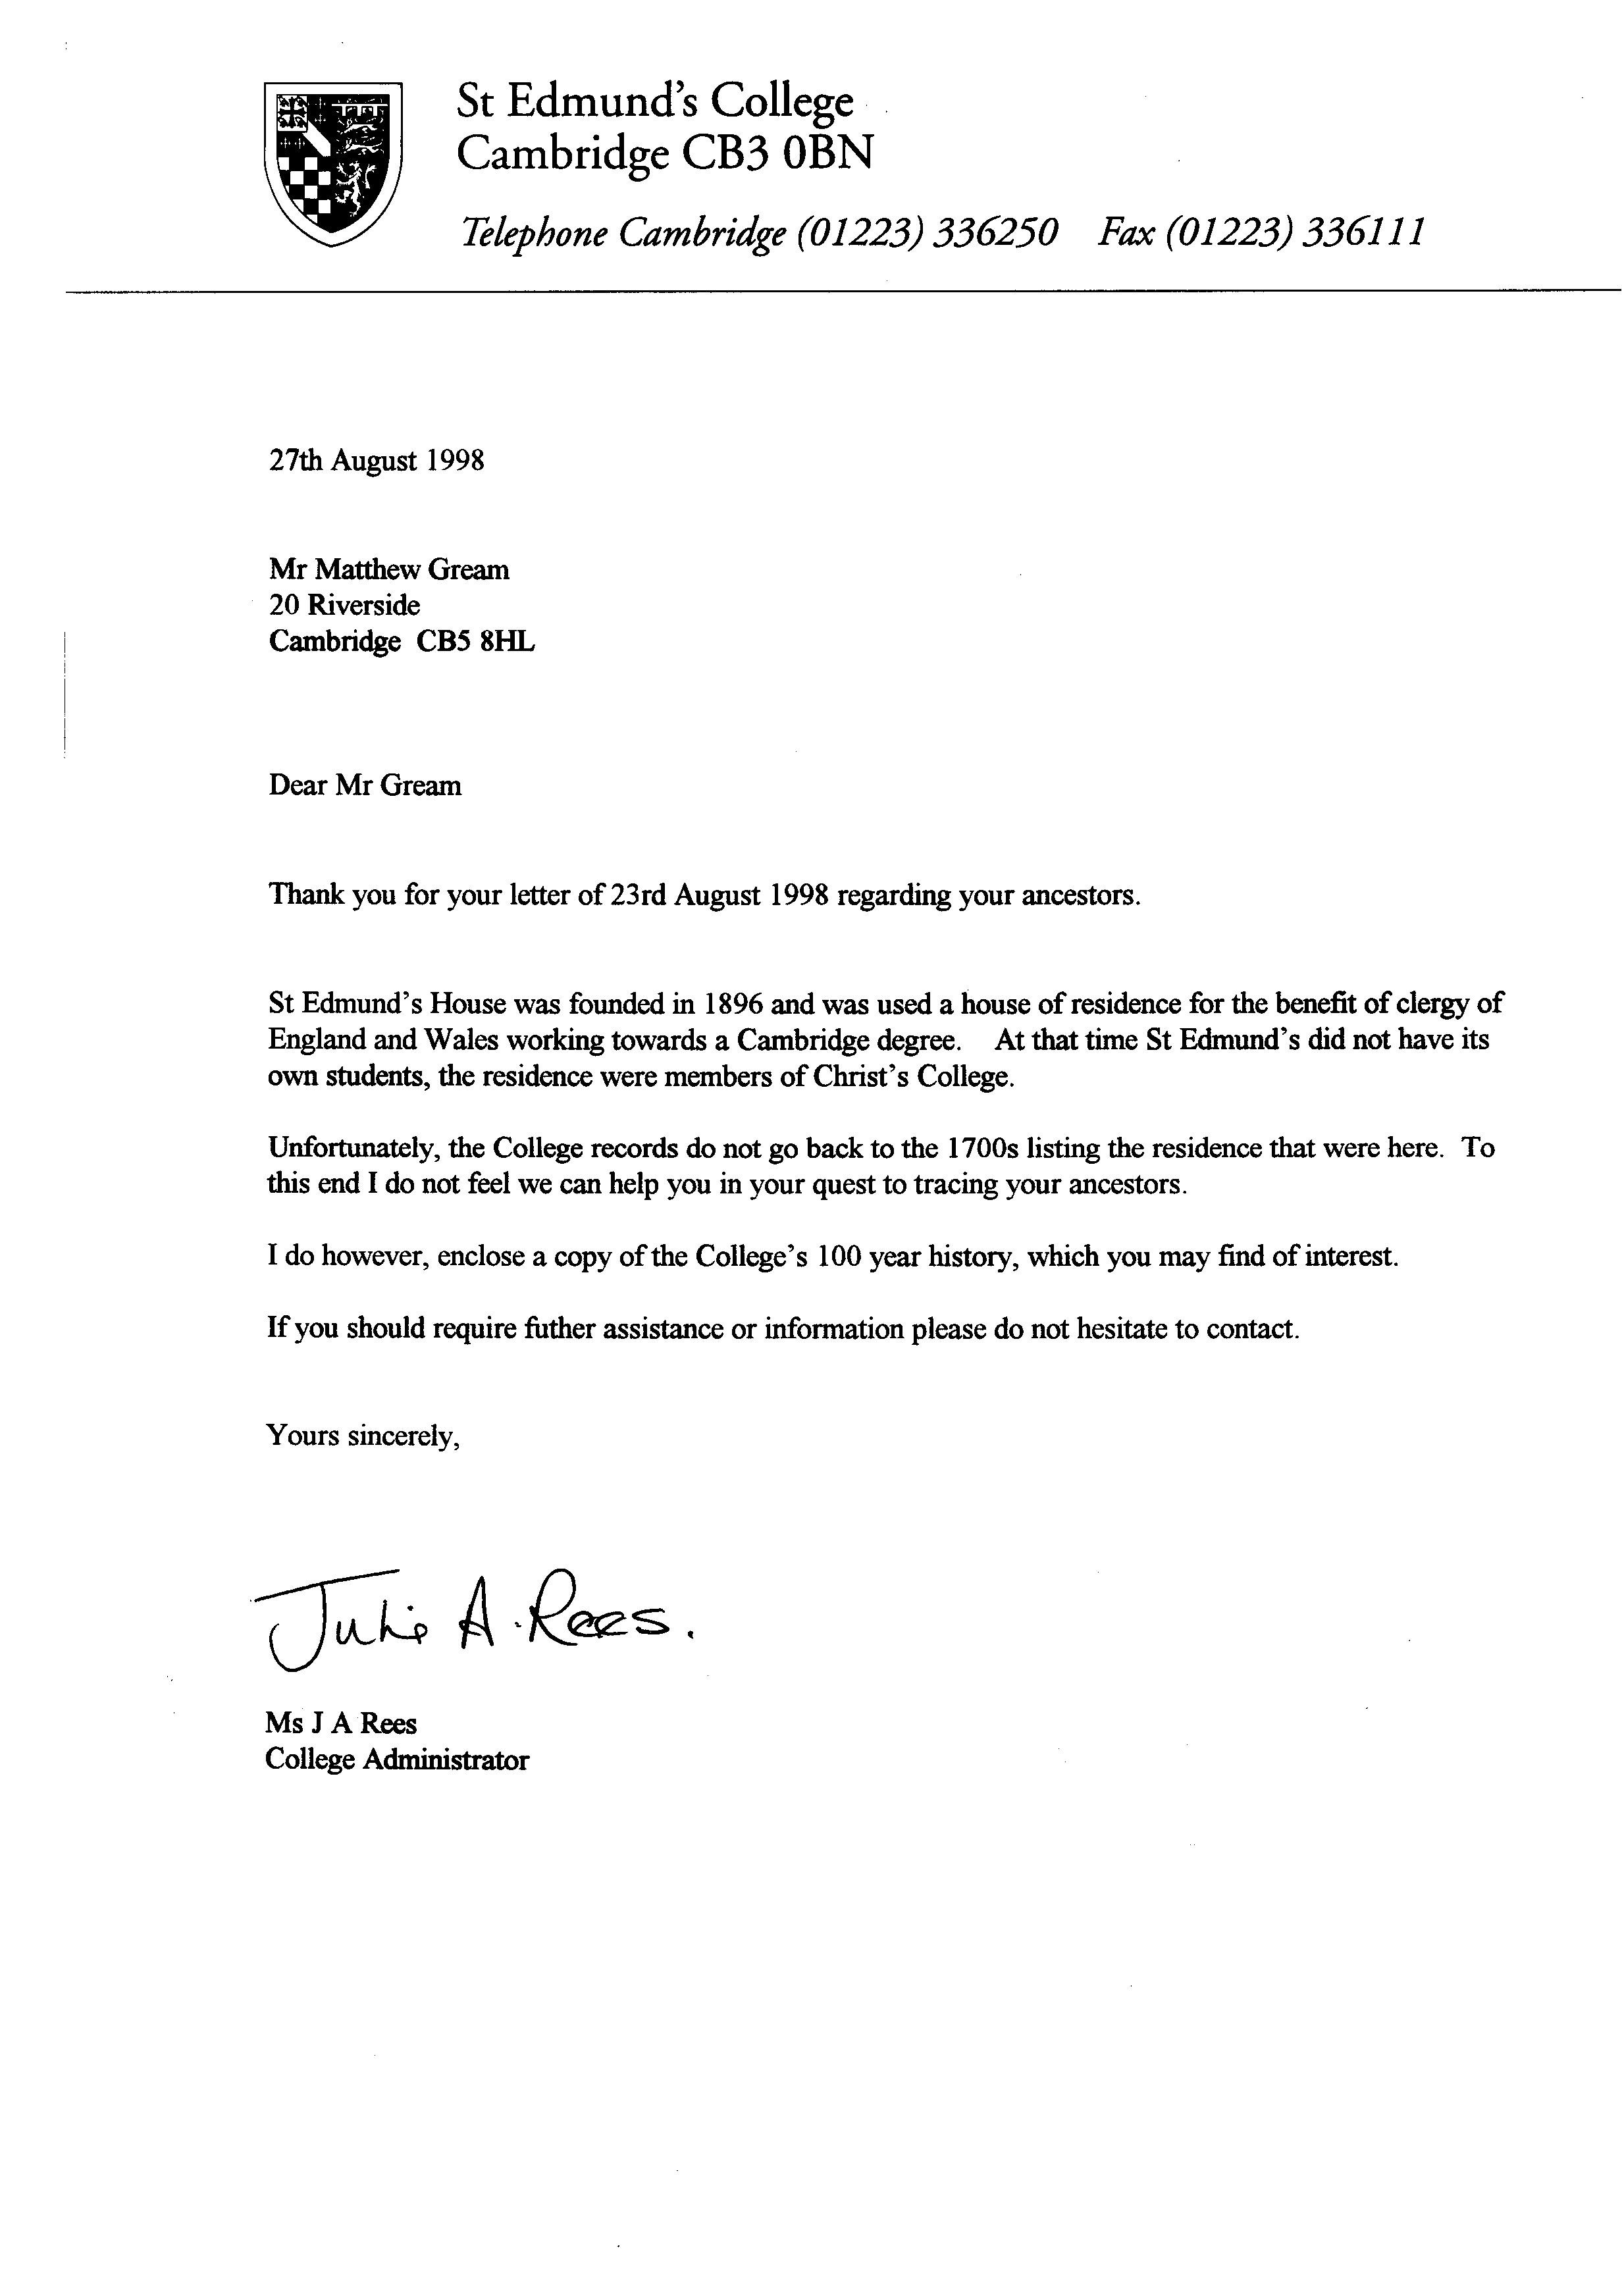 St Edmund's College
Cambridge CB3 0BN
Telephone Cambridge (01223) 336250 Fax (01223) 336111
27th August 1998
Mr Matthew Gream
20 Riverside
Cambridge CB5 8HL
Dear Mr Gream
Thank you for your letter of 23rd August 1998 regarding your ancestors.
St Edmund's House was founded in 1896 and was used a house of residence for the benefit of clergy of
England and Wales working towards a Cambridge degree. At that time St Edmund's did not have its
own students, the residence were members of Christ's College.
Unfortunately, the College records do not go back to the 1700s listing the residence that were here. To
this end I do not feel we can help you in your quest to tracing your ancestors.
I do however, enclose a copy of the College's 100 year history, which you may find of interest.
If you should require futher assistance or information please do not hesitate to contact.
Yours sincerely,
Julie A. Rees.
Ms J A Rees
College Administrator